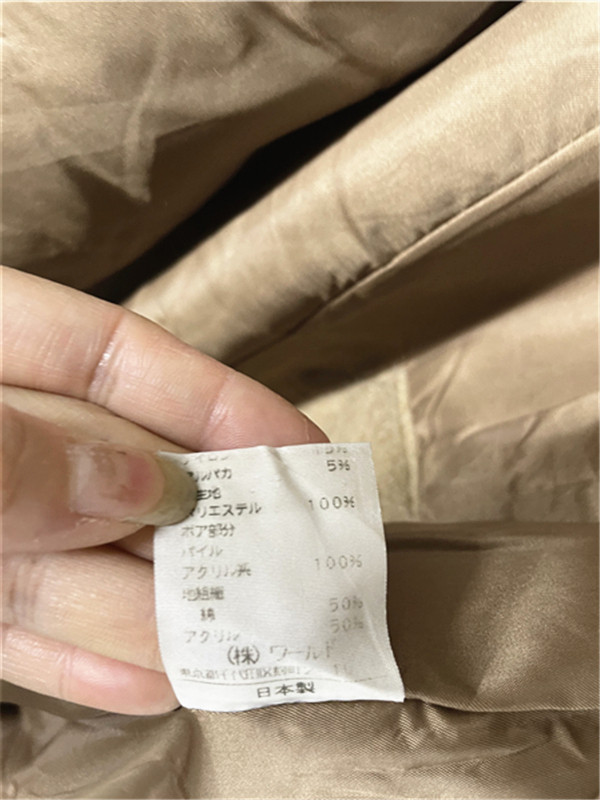 5%
ルパカ
地
リエステル 100%
ボア部分
パイル
アクリル系 100%
地組織
綿 50%
アクリル 50%
(株)ワールド
日本製